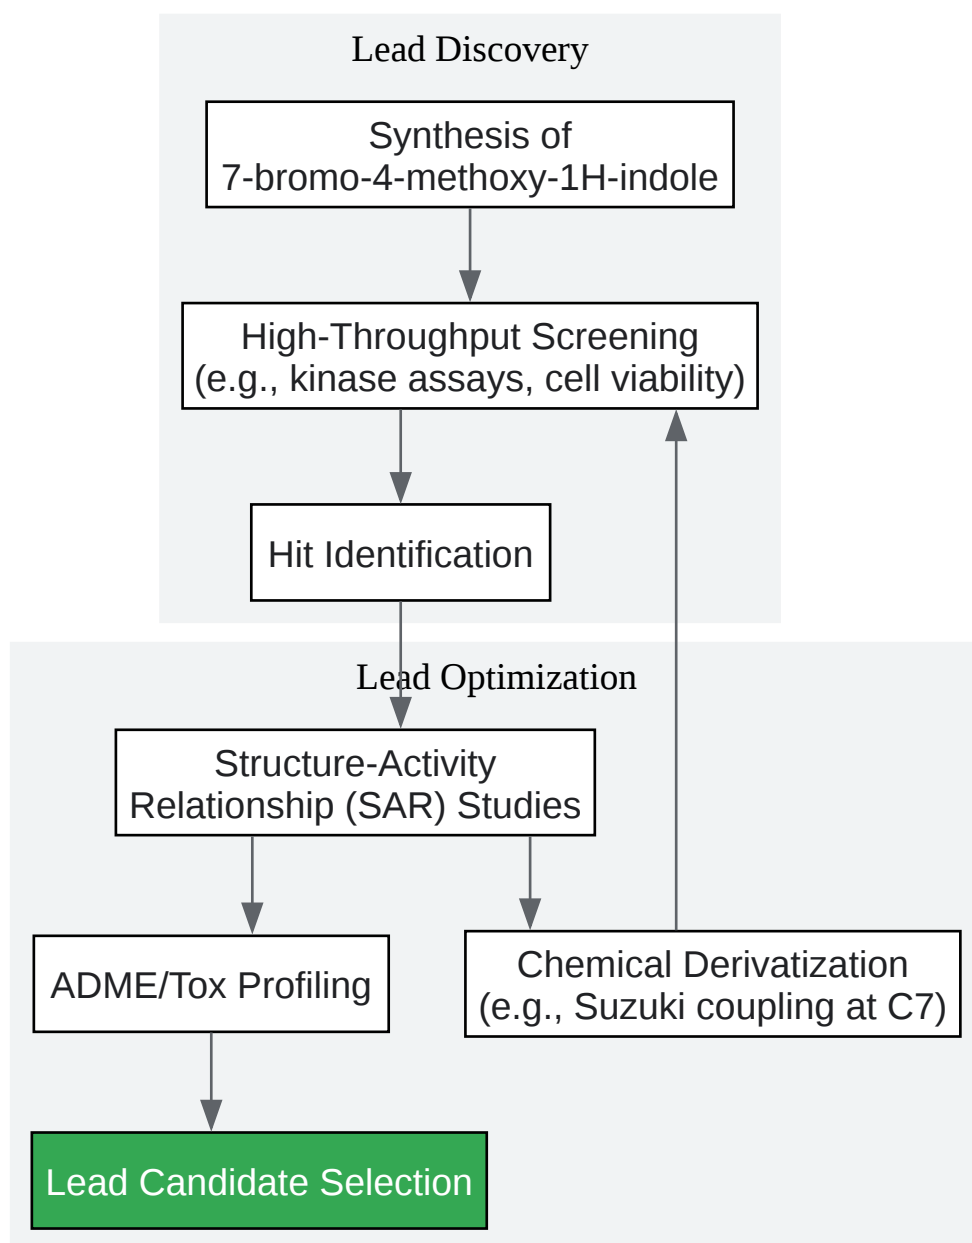 Lead Discovery
Synthesis of
7-bromo-4-methoxy-1H-indole
High-Throughput Screening
(e.g., kinase assays, cell viability)
Hit Identification
Lead Optimization
Structure-Activity
Relationship (SAR) Studies
ADME/Tox Profiling
Chemical Derivatization
(e.g., Suzuki coupling at C7)
Lead Candidate Selection